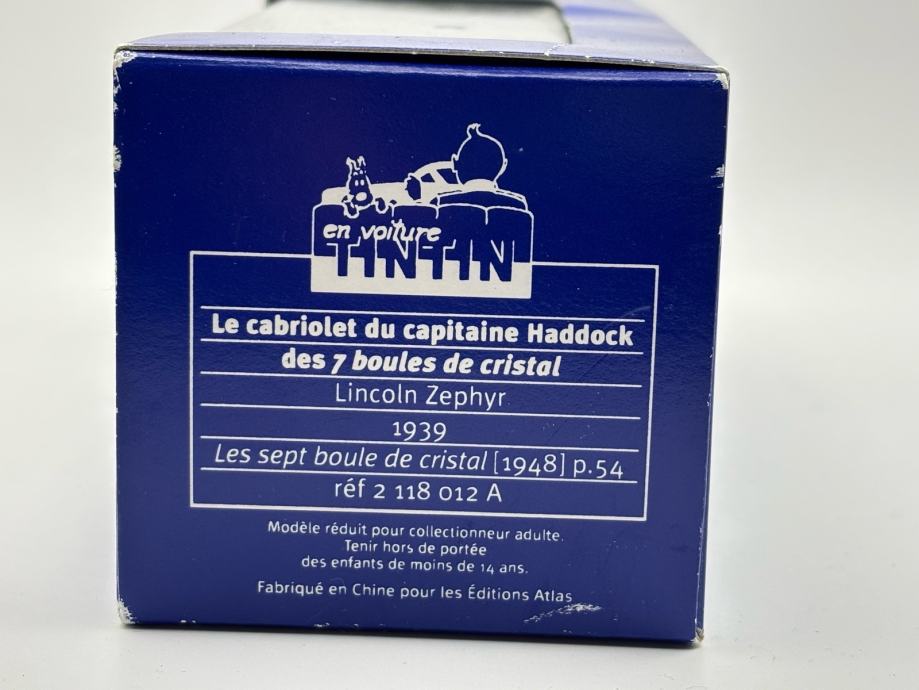 en voiture
TINTIN
Le cabriolet du capitaine Haddock
des 7 boules de cristal
Lincoln Zephyr
1939
Les sept boule de cristal [1948] p.54
réf 2 118 012 A
Modèle réduit pour collectionneur adulte.
Tenir hors de portée
des enfants de moins de 14 ans.
Fabriqué en Chine pour les Éditions Atlas